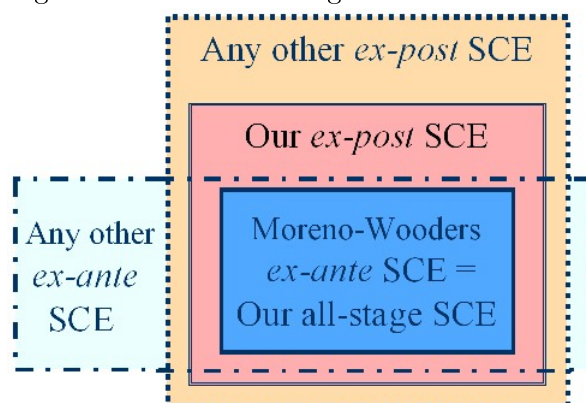 Any other ex-post SCE
Our ex-post SCE
Any other
ex-ante
SCE
Moreno-Wooders
ex-ante SCE =
Our all-stage SCE